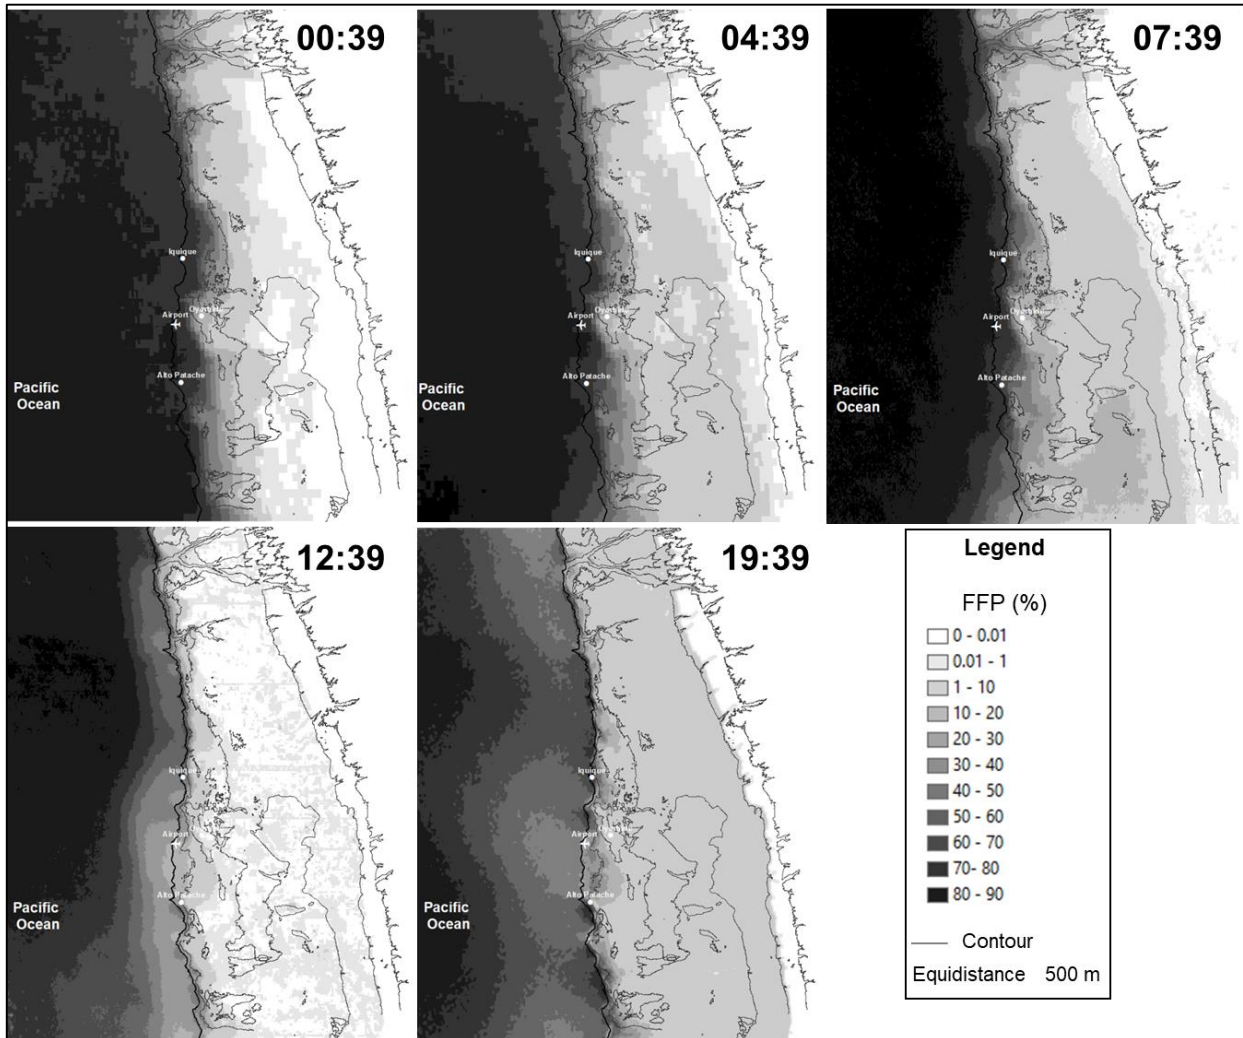 00:39
Iquique
Airport
Oyarbide
Alto Patache
Pacific
Ocean
04:39
Iquique
Airport
Oyarbide
Alto Patache
Pacific
Ocean
07:39
Iquique
Airport
Oyarbide
Alto Patache
Pacific
Ocean
12:39
Iquique
Airport
Alto Patache
Pacific
Ocean
19:39
Iquique
Airport
Alto Patache
Pacific
Ocean
Legend
FFP (%)
0 - 0.01
0.01 - 1
1 - 10
10 - 20
20 - 30
30 - 40
40 - 50
50 - 60
60 - 70
70- 80
80 - 90
Contour
Equidistance 500 m